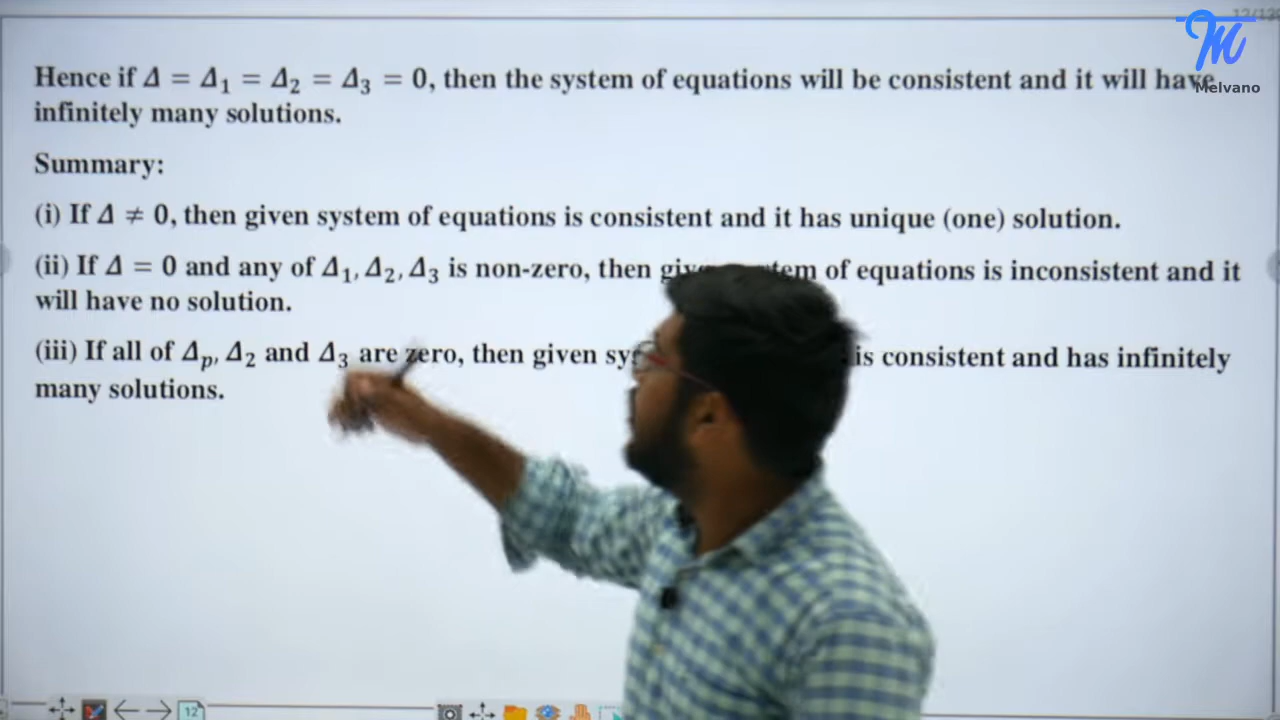 12/139
Melvano
Hence if Δ = Δ₁ = Δ₂ = Δ₃ = 0, then the system of equations will be consistent and it will have
infinitely many solutions.
Summary:
(i) If Δ ≠ 0, then given system of equations is consistent and it has unique (one) solution.
(ii) If Δ = 0 and any of Δ₁, Δ₂, Δ₃ is non-zero, then of equations is inconsistent and it
will have no solution.
(iii) If all of Δₚ, Δ₂ and Δ₃ are zero, then given is consistent and has infinitely
many solutions.
12